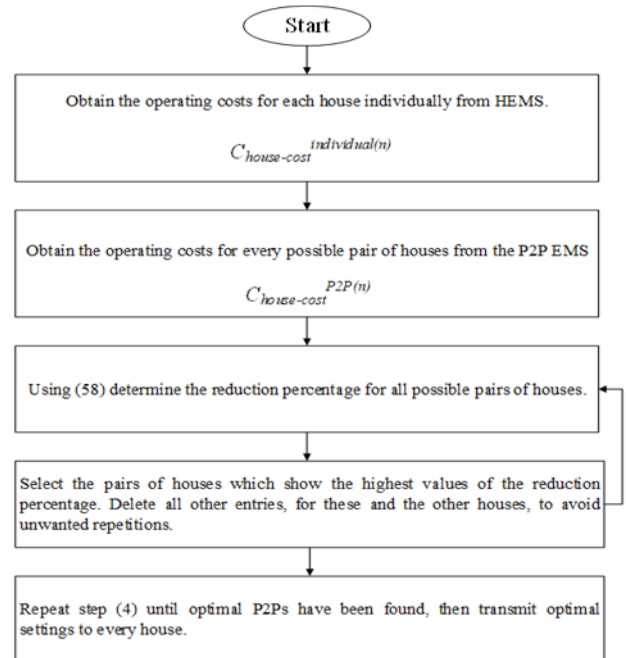 Start
Obtain the operating costs for each house individually from HEMS.
C_{house-cost}^{individual(n)}
Obtain the operating costs for every possible pair of houses from the P2P EMS
C_{house-cost}^{P2P(n)}
Using (58) determine the reduction percentage for all possible pairs of houses.
Select the pairs of houses which show the highest values of the reduction
percentage. Delete all other entries, for these and the other houses, to avoid
unwanted repetitions.
Repeat step (4) until optimal P2Ps have been found, then transmit optimal
settings to every house.